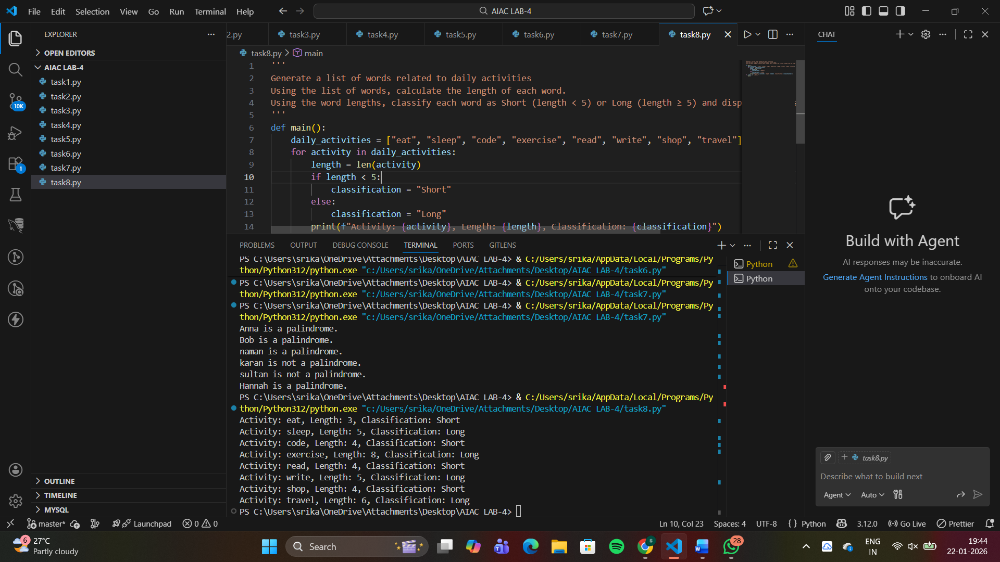 File Edit Selection View Go Run Terminal Help
AIAC LAB-4
EXPLORER
OPEN EDITORS
AIAC LAB-4
task1.py
task2.py
task3.py
task4.py
task5.py
task6.py
task7.py
task8.py
OUTLINE
TIMELINE
MYSQL
10K
1
2.py task3.py task4.py task5.py task6.py task7.py task8.py
task8.py > main
1 '''
2 Generate a list of words related to daily activities
3 Using the list of words, calculate the length of each word.
4 Using the word lengths, classify each word as Short (length < 5) or Long (length ≥ 5) and disp
5 '''
6 def main():
7 daily_activities = ["eat", "sleep", "code", "exercise", "read", "write", "shop", "travel"]
8 for activity in daily_activities:
9 length = len(activity)
10 if length < 5:
11 classification = "Short"
12 else:
13 classification = "Long"
14 print(f"Activity: {activity}, Length: {length}, Classification: {classification}")
PROBLEMS OUTPUT DEBUG CONSOLE TERMINAL PORTS GITLENS
PS C:\Users\srika\OneDrive\Attachments\Desktop\AIAC LAB-4> & C:/Users/srika/AppData/Local/Programs/Py
thon/Python312/python.exe "c:/Users/srika/OneDrive/Attachments/Desktop/AIAC LAB-4/task6.py"
PS C:\Users\srika\OneDrive\Attachments\Desktop\AIAC LAB-4> & C:/Users/srika/AppData/Local/Programs/Py
thon/Python312/python.exe "c:/Users/srika/OneDrive/Attachments/Desktop/AIAC LAB-4/task7.py"
PS C:\Users\srika\OneDrive\Attachments\Desktop\AIAC LAB-4> & C:/Users/srika/AppData/Local/Programs/Py
thon/Python312/python.exe "c:/Users/srika/OneDrive/Attachments/Desktop/AIAC LAB-4/task7.py"
Anna is a palindrome.
Bob is a palindrome.
naman is a palindrome.
karan is not a palindrome.
sultan is not a palindrome.
Hannah is a palindrome.
PS C:\Users\srika\OneDrive\Attachments\Desktop\AIAC LAB-4> & C:/Users/srika/AppData/Local/Programs/Py
thon/Python312/python.exe "c:/Users/srika/OneDrive/Attachments/Desktop/AIAC LAB-4/task8.py"
Activity: eat, Length: 3, Classification: Short
Activity: sleep, Length: 5, Classification: Long
Activity: code, Length: 4, Classification: Short
Activity: exercise, Length: 8, Classification: Long
Activity: read, Length: 4, Classification: Short
Activity: write, Length: 5, Classification: Long
Activity: shop, Length: 4, Classification: Short
Activity: travel, Length: 6, Classification: Long
PS C:\Users\srika\OneDrive\Attachments\Desktop\AIAC LAB-4>
Python
Python
CHAT
Build with Agent
AI responses may be inaccurate.
Generate Agent Instructions to onboard AI
onto your codebase.
task8.py
Describe what to build next
Agent Auto
master* Launchpad 0 0
Ln 10, Col 23 Spaces: 4 UTF-8 { } Python 3.12.0 Go Live Prettier
6
27°C
Partly cloudy
Search
28
ENG
IN
19:44
22-01-2026